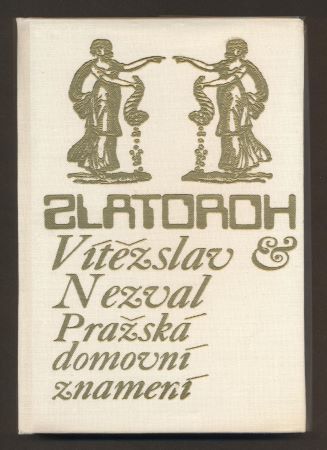 ZLATOROH
Vítězslav &
Nezval
Pražská
domovní
znamení